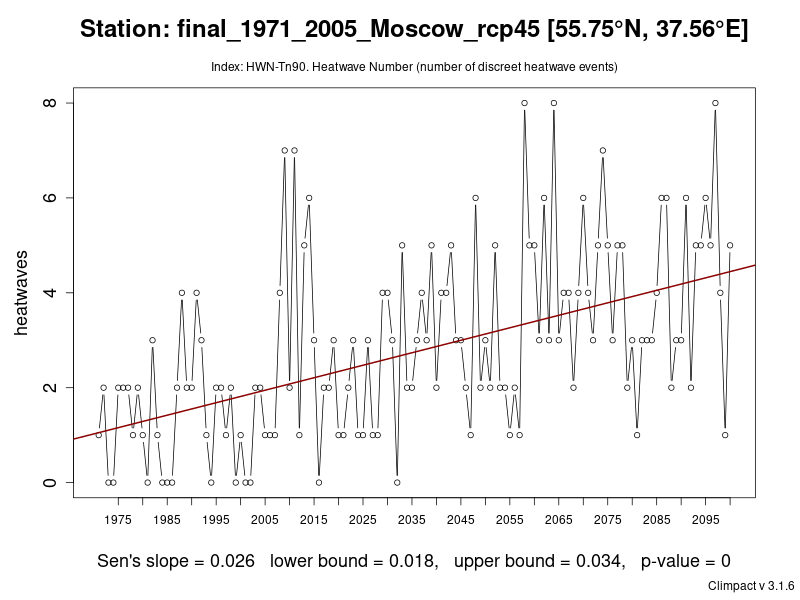 Station: final_1971_2005_Moscow_rcp45 [55.75°N, 37.56°E]
Index: HWN-Tn90. Heatwave Number (number of discreet heatwave events)
8
6
4
2
0
heatwaves
1975 1985 1995 2005 2015 2025 2035 2045 2055 2065 2075 2085 2095
Sen's slope = 0.026 lower bound = 0.018, upper bound = 0.034, p-value = 0
Climpact v 3.1.6